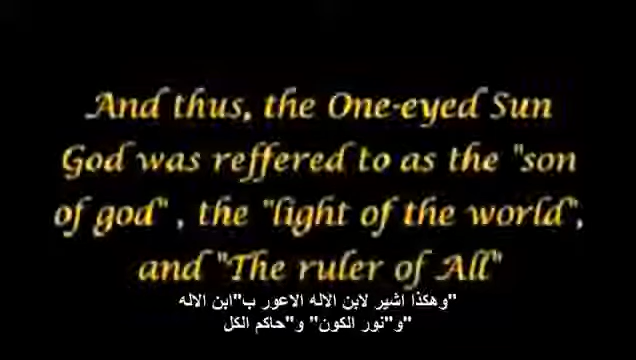 And thus, the One-eyed Sun
God was reffered to as the "son
of god" , the "light of the world",
and "The ruler of All"
وهكذا اشير لابن الاله الاعور ب"ابن الاله"
و"نور الكون" و"حاكم الكل"